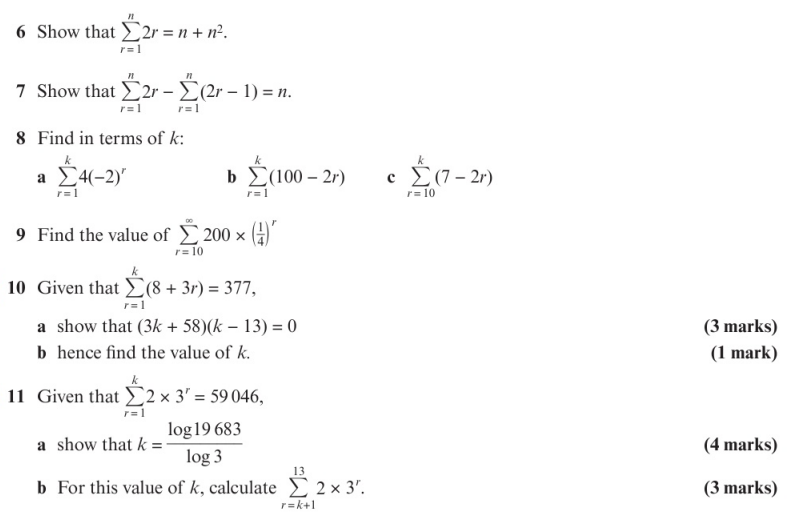 6 Show that $\sum_{r=1}^{n} 2r = n + n^2$.
7 Show that $\sum_{r=1}^{n} 2r - \sum_{r=1}^{n} (2r - 1) = n$.
8 Find in terms of $k$:
a $\sum_{r=1}^{k} 4(-2)^r$ b $\sum_{r=1}^{k} (100 - 2r)$ c $\sum_{r=10}^{k} (7 - 2r)$
9 Find the value of $\sum_{r=10}^{\infty} 200 \times \left(\frac{1}{4}\right)^r$
10 Given that $\sum_{r=1}^{k} (8 + 3r) = 377$,
a show that $(3k + 58)(k - 13) = 0$ (3 marks)
b hence find the value of $k$. (1 mark)
11 Given that $\sum_{r=1}^{k} 2 \times 3^r = 59\,046$,
a show that $k = \frac{\log 19\,683}{\log 3}$ (4 marks)
b For this value of $k$, calculate $\sum_{r=k+1}^{13} 2 \times 3^r$. (3 marks)